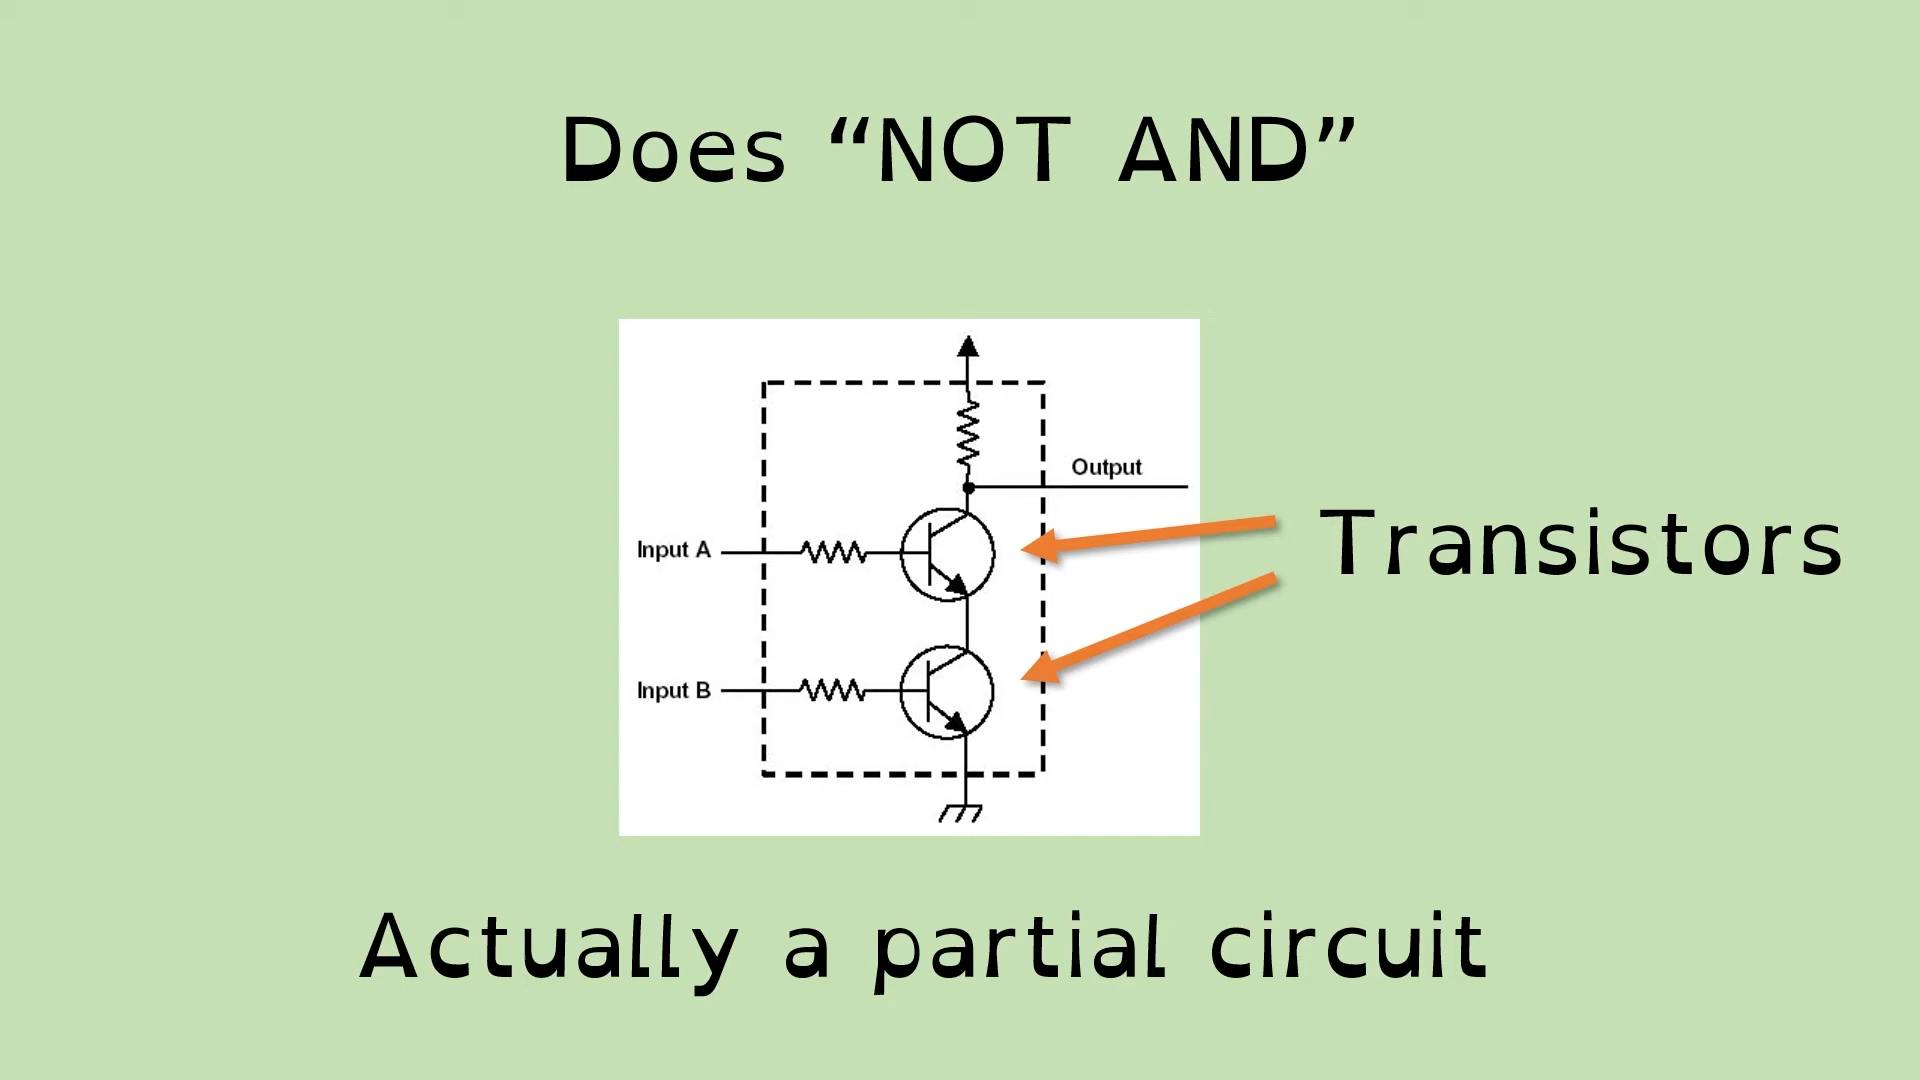 Does “NOT AND”
Output
Input A
Transistors
Input B
Actually a partial circuit